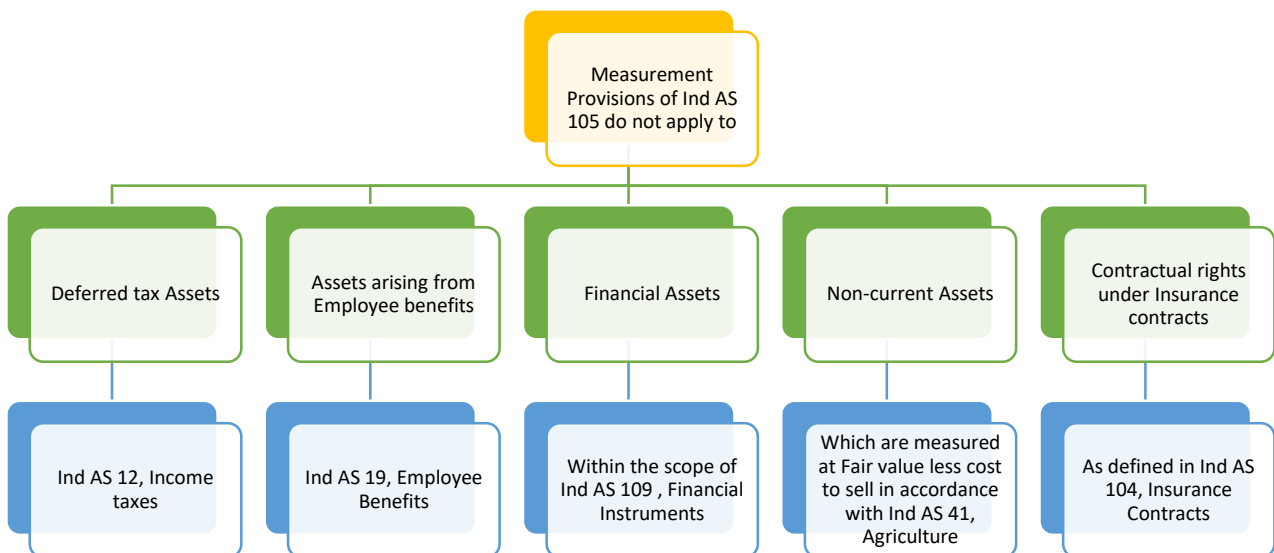 Measurement
Provisions of Ind AS
105 do not apply to
Deferred tax Assets
Assets arising from
Employee benefits
Financial Assets
Non-current Assets
Contractual rights
under Insurance
contracts
Ind AS 12, Income
taxes
Ind AS 19, Employee
Benefits
Within the scope of
Ind AS 109 , Financial
Instruments
Which are measured
at Fair value less cost
to sell in accordance
with Ind AS 41,
Agriculture
As defined in Ind AS
104, Insurance
Contracts